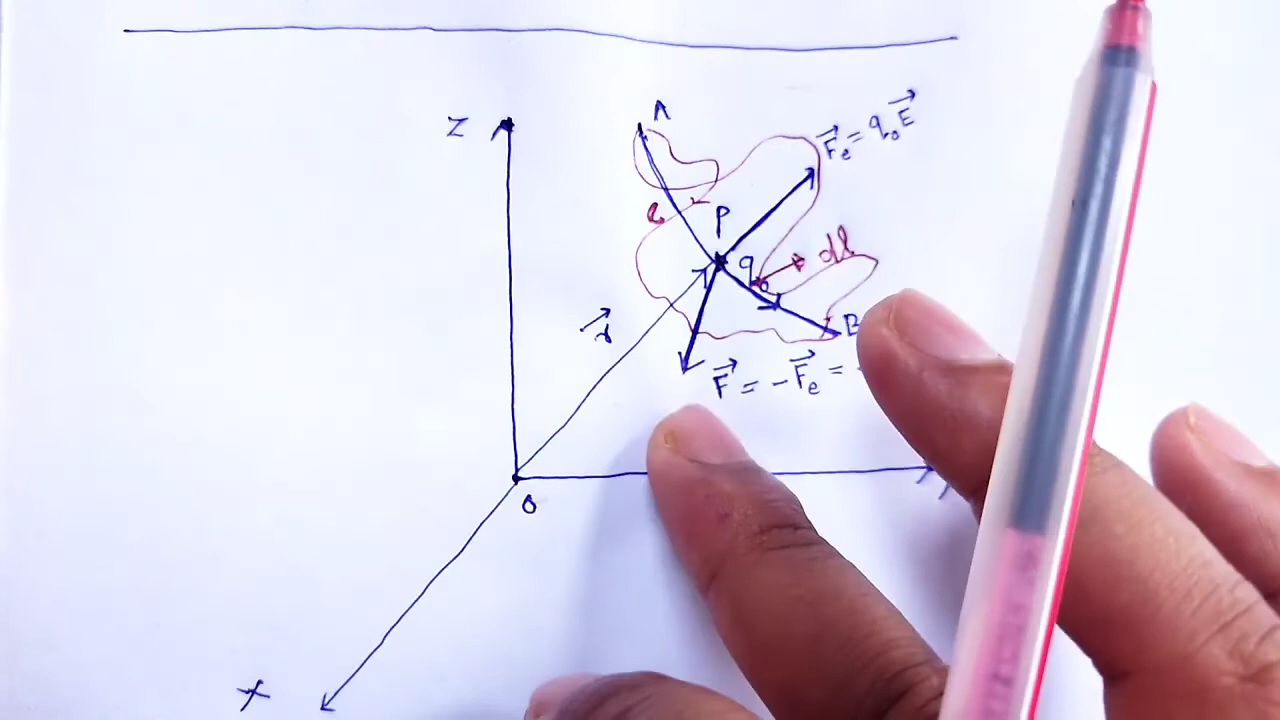 A
Z
F⃗e = q₀E⃗
P
q₀
dl
B
r⃗
F⃗ = -F⃗e =
O
X